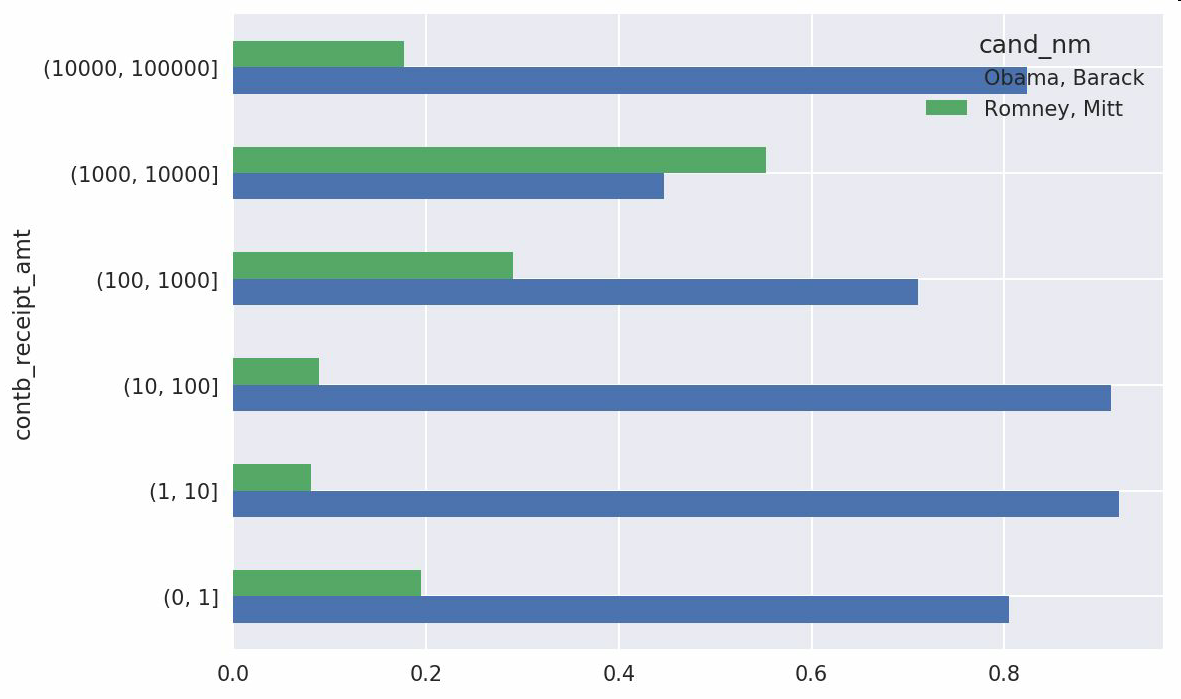 cand_nm
Obama, Barack
Romney, Mitt
(10000, 100000]
(1000, 10000]
(100, 1000]
(10, 100]
(1, 10]
(0, 1]
contb_receipt_amt
0.0 0.2 0.4 0.6 0.8